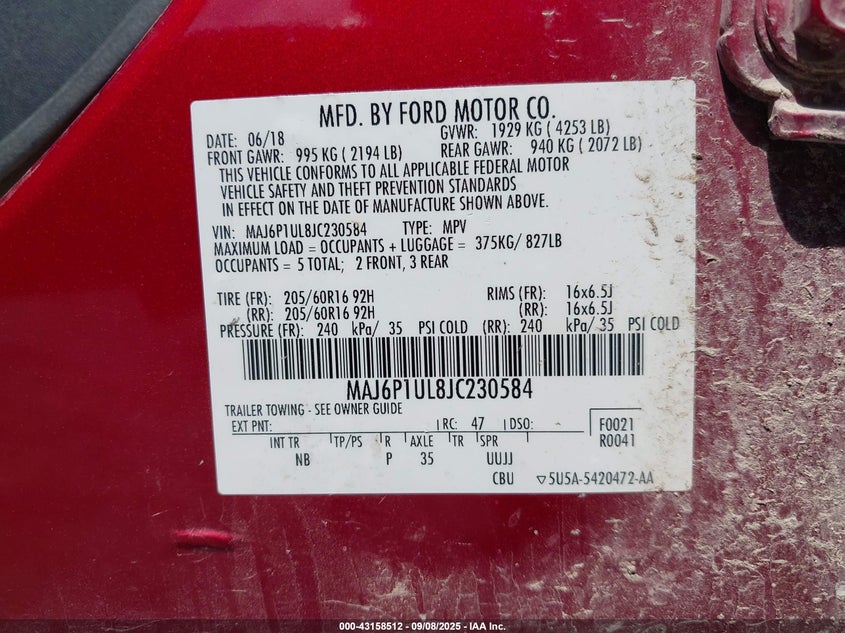 MFD. BY FORD MOTOR CO.
DATE: 06/18 GVWR: 1929 KG ( 4253 LB)
FRONT GAWR: 995 KG ( 2194 LB) REAR GAWR: 940 KG ( 2072 LB)
THIS VEHICLE CONFORMS TO ALL APPLICABLE FEDERAL MOTOR
VEHICLE SAFETY AND THEFT PREVENTION STANDARDS
IN EFFECT ON THE DATE OF MANUFACTURE SHOWN ABOVE.
VIN: MAJ6P1UL8JC230584 TYPE: MPV
MAXIMUM LOAD = OCCUPANTS + LUGGAGE = 375KG/ 827LB
OCCUPANTS = 5 TOTAL; 2 FRONT, 3 REAR
TIRE (FR): 205/60R16 92H RIMS (FR): 16x6.5J
(RR): 205/60R16 92H (RR): 16x6.5J
PRESSURE (FR): 240 kPa/ 35 PSI COLD (RR): 240 kPa/ 35 PSI COLD
MAJ6P1UL8JC230584
TRAILER TOWING - SEE OWNER GUIDE
EXT PNT: RC: 47 DSO: F0021
INT TR TP/PS R AXLE TR SPR R0041
NB P 35 UUJJ
CBU ▽5U5A-5420472-AA
000-43158512 - 09/08/2025 - IAA Inc.